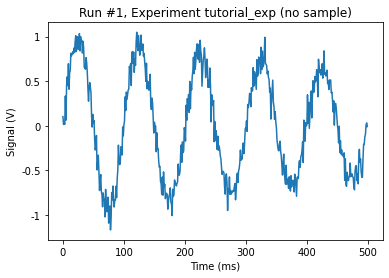 Run #1, Experiment tutorial_exp (no sample)
Signal (V)
1
0.5
0
-0.5
-1
0 100 200 300 400 500
Time (ms)